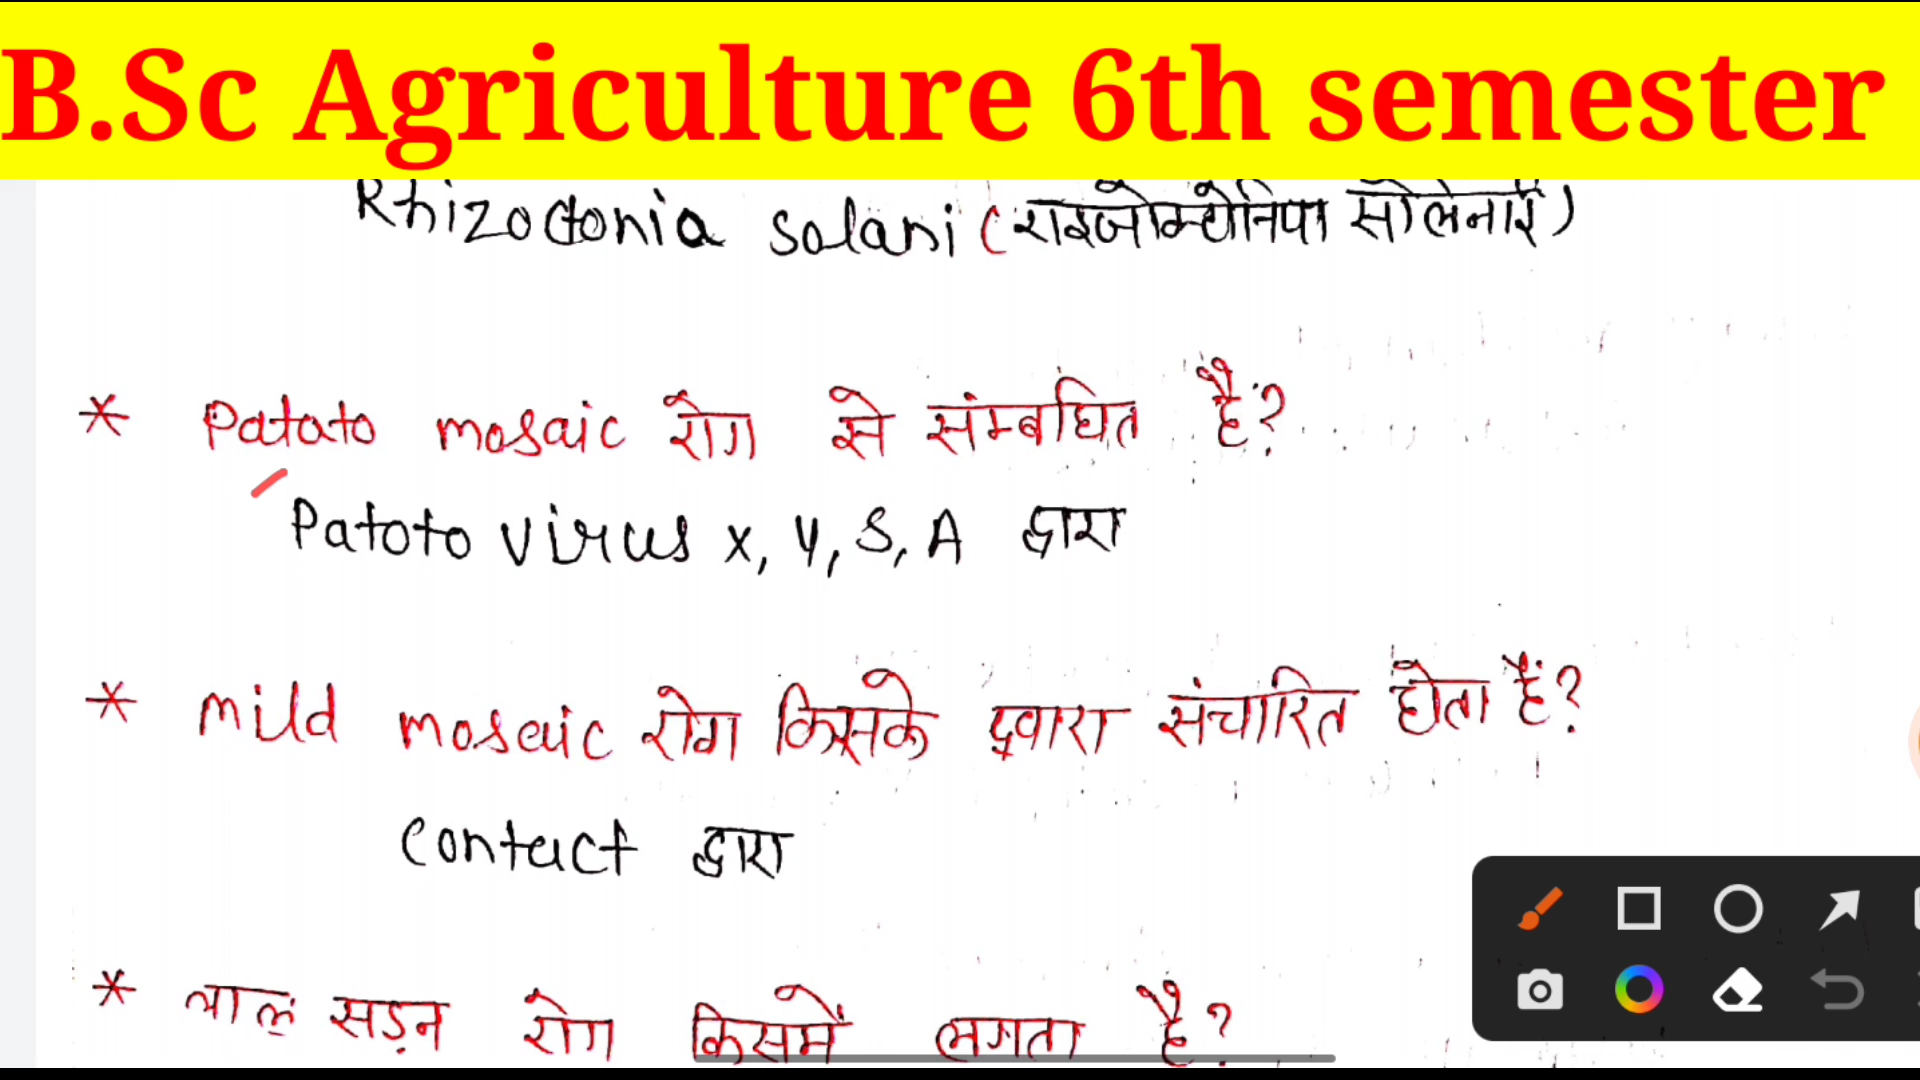 B.Sc Agriculture 6th semester
Rhizoctonia solani (राइजोक्टोनिया सोलेनाई)
* Patato mosaic रोग से संम्बधित है?
Patoto virus x, y, S, A द्वारा
* mild mosaic रोग किसके द्वारा संचारित होता है?
contact द्वारा
* लाल सड़न रोग किसमें लगता है?